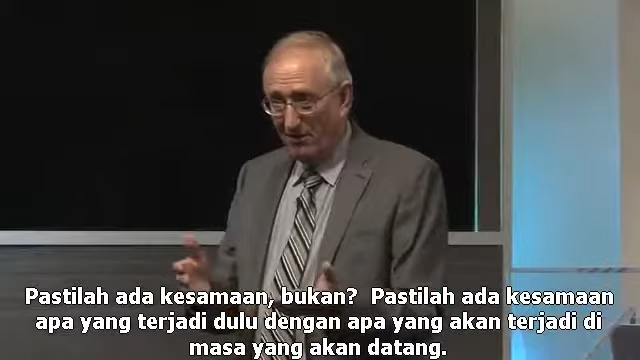 Pastilah ada kesamaan, bukan?  Pastilah ada kesamaan
apa yang terjadi dulu dengan apa yang akan terjadi di
masa yang akan datang.